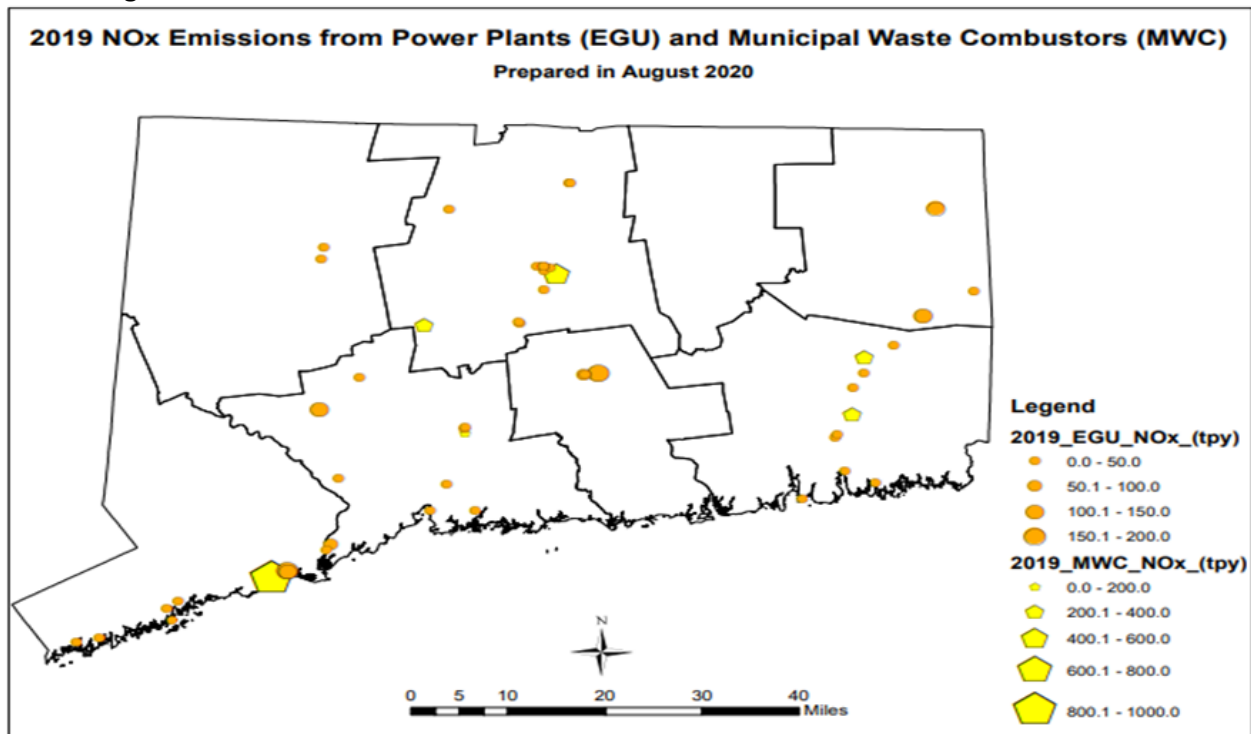 2019 NOx Emissions from Power Plants (EGU) and Municipal Waste Combustors (MWC)
Prepared in August 2020
Legend
2019_EGU_NOx_(tpy)
0.0 - 50.0
50.1 - 100.0
100.1 - 150.0
150.1 - 200.0
2019_MWC_NOx_(tpy)
0.0 - 200.0
200.1 - 400.0
400.1 - 600.0
600.1 - 800.0
800.1 - 1000.0
N
0 5 10 20 30 40
Miles